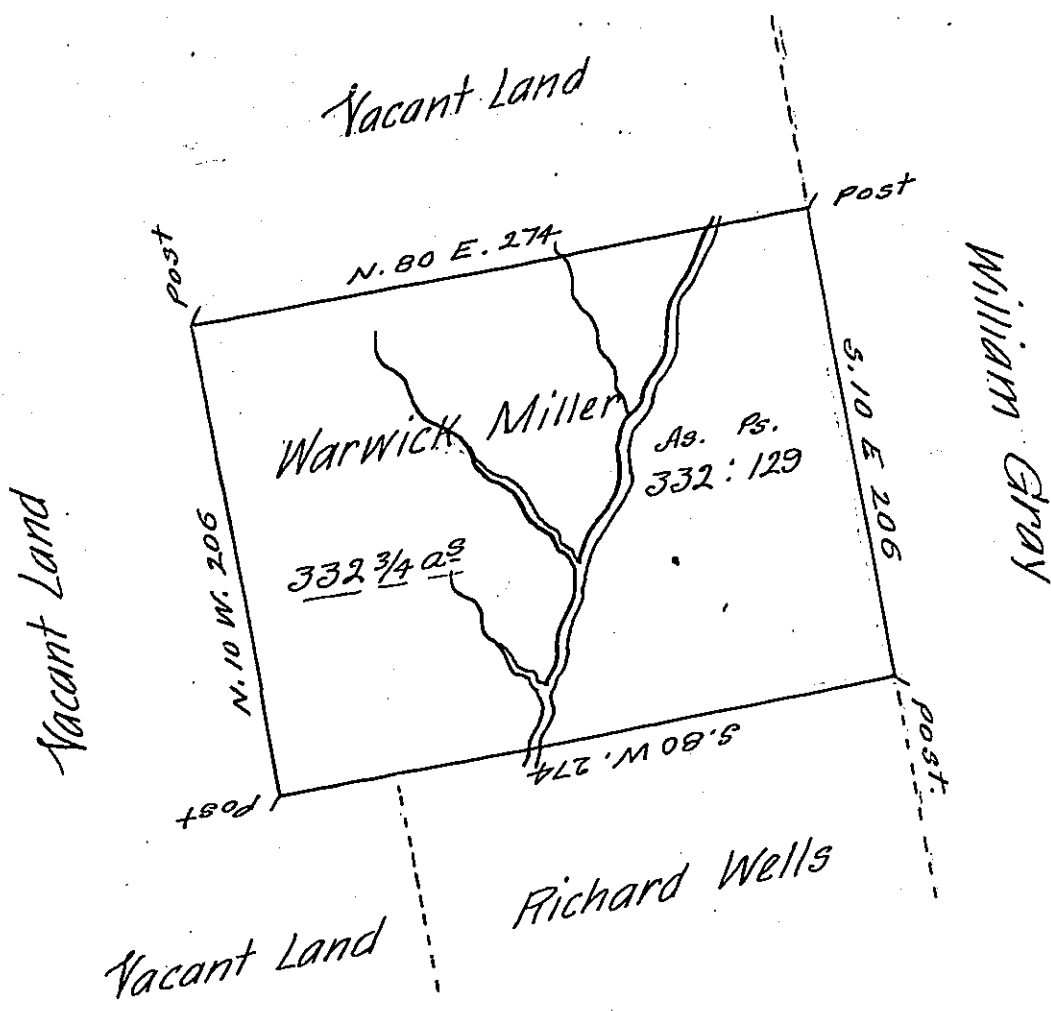 Vacant Land
Post
Post
N. 80 E. 274
William Gray
S. 10 E 206
Warwick Miller
As. Ps.
332 : 129
332 3/4 as
N. 10 W. 206
Vacant Land
S. 80 W. 274
Post.
Post
Richard Wells
Vacant Land